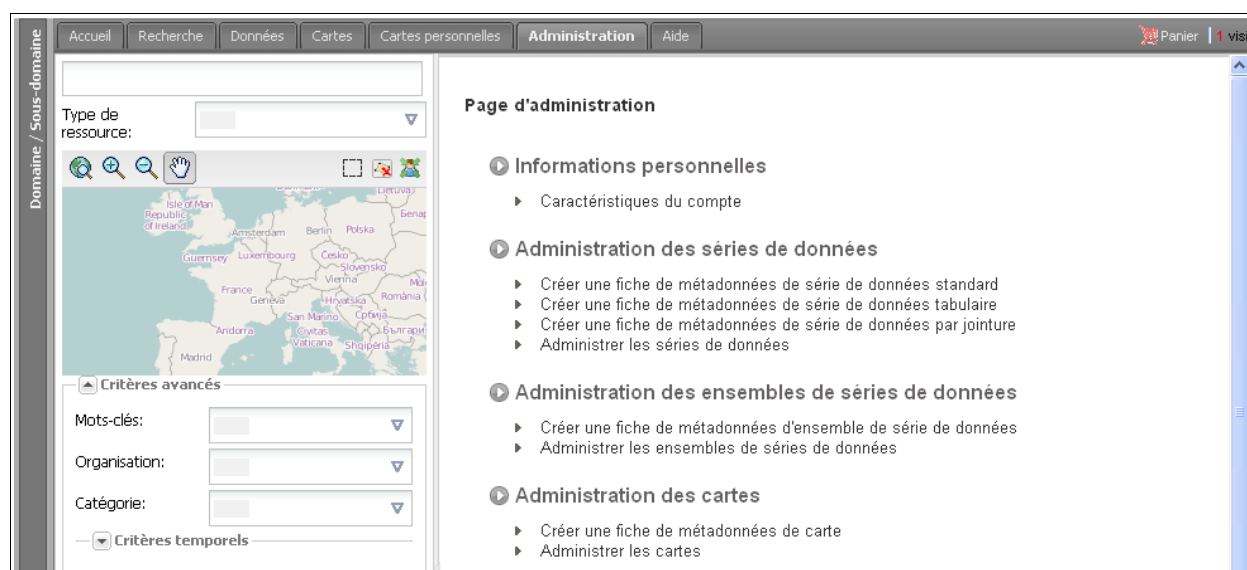 Domaine / Sous-domaine
Accueil Recherche Données Cartes Cartes personnelles Administration Aide
Panier 1 visi
Type de
ressource:
Isle of Man
Republic
of Ireland
Lietuva
Amsterdam Berlin Polska
Guernsey Luxembourg Česko
Slovensko
France Vienna
Geneva Hrvatska România
San Marino Србија
Andorra Civitas
Vaticana Shqipëria
Madrid
Critères avancés
Mots-clés:
Organisation:
Catégorie:
Critères temporels
Page d'administration
Informations personnelles
Caractéristiques du compte
Administration des séries de données
Créer une fiche de métadonnées de série de données standard
Créer une fiche de métadonnées de série de données tabulaire
Créer une fiche de métadonnées de série de données par jointure
Administrer les séries de données
Administration des ensembles de séries de données
Créer une fiche de métadonnées d'ensemble de série de données
Administrer les ensembles de séries de données
Administration des cartes
Créer une fiche de métadonnées de carte
Administrer les cartes